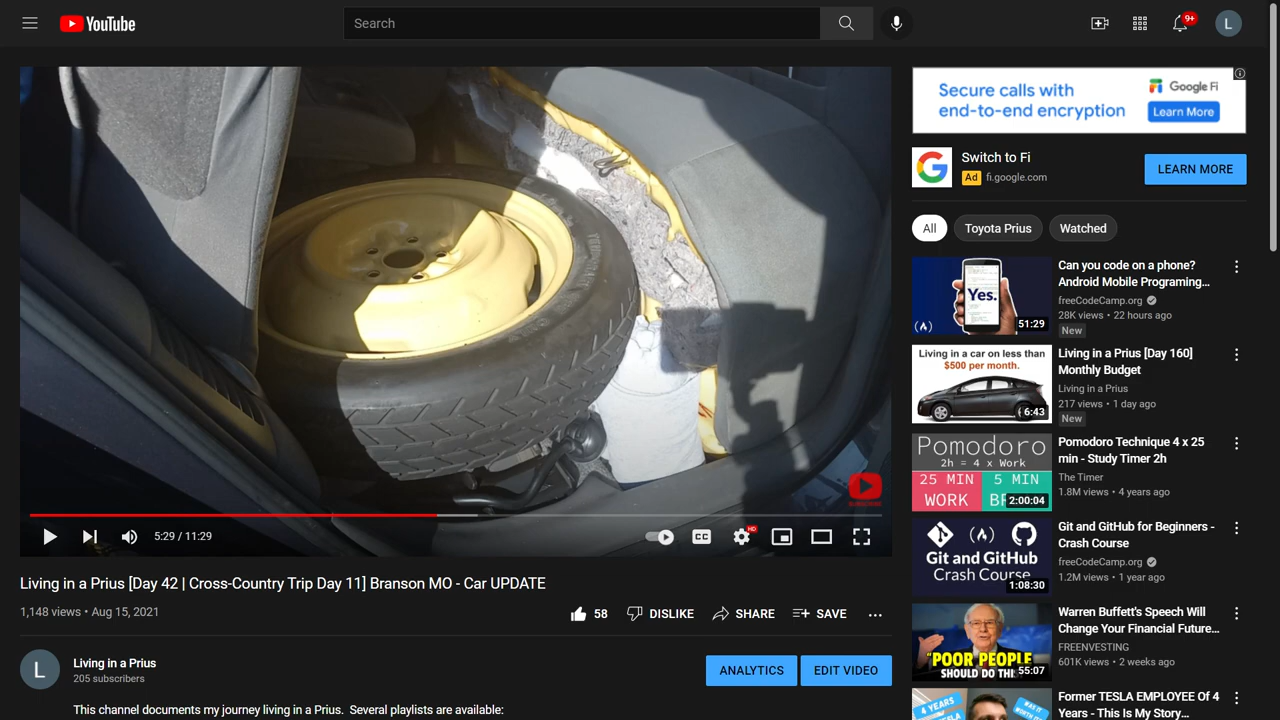 YouTube
Search
9+
L
Secure calls with
end-to-end encryption
Google Fi
Learn More
Switch to Fi
Ad fi.google.com
LEARN MORE
All
Toyota Prius
Watched
Yes.
51:29
Can you code on a phone?
Android Mobile Programing...
freeCodeCamp.org
28K views • 22 hours ago
New
Living in a car on less than
$500 per month.
6:43
Living in a Prius [Day 160]
Monthly Budget
Living in a Prius
217 views • 1 day ago
New
Pomodoro
2h = 4 x Work
25 MIN
WORK
5 MIN
2:00:04
Pomodoro Technique 4 x 25
min - Study Timer 2h
The Timer
1.8M views • 4 years ago
Git and GitHub
Crash Course
1:08:30
Git and GitHub for Beginners -
Crash Course
freeCodeCamp.org
1.2M views • 1 year ago
"POOR PEOPLE
SHOULD DO THI
55:07
Warren Buffett's Speech Will
Change Your Financial Future...
FREENVESTING
601K views • 2 weeks ago
4 YEARS
Former TESLA EMPLOYEE Of 4
Years - This Is My Story...
5:29 / 11:29
CC
HD
Living in a Prius [Day 42 | Cross-Country Trip Day 11] Branson MO - Car UPDATE
1,148 views • Aug 15, 2021
58
DISLIKE
SHARE
SAVE
L
Living in a Prius
205 subscribers
ANALYTICS
EDIT VIDEO
This channel documents my journey living in a Prius. Several playlists are available: